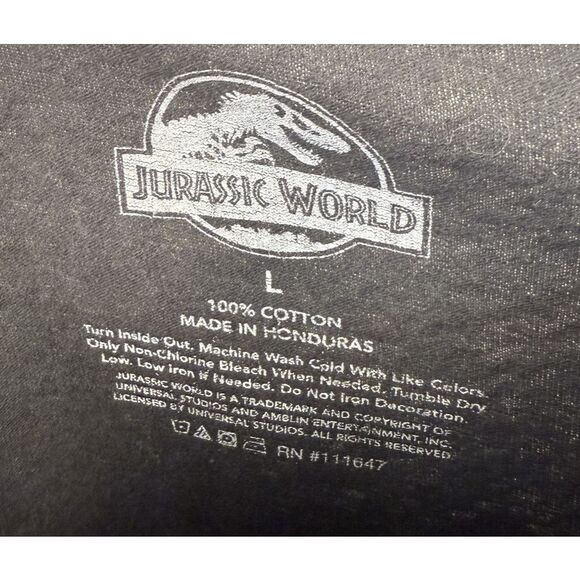 JURASSIC WORLD
L
100% COTTON
MADE IN HONDURAS
Turn Inside Out. Machine Wash Cold With Like Colors.
Only Non-Chlorine Bleach When Needed. Tumble Dry
Low. Low Iron if Needed. Do Not Iron Decoration.
JURASSIC WORLD IS A TRADEMARK AND COPYRIGHT OF
UNIVERSAL STUDIOS AND AMBLIN ENTERTAINMENT, INC.
LICENSED BY UNIVERSAL STUDIOS. ALL RIGHTS RESERVED.
RN #111647